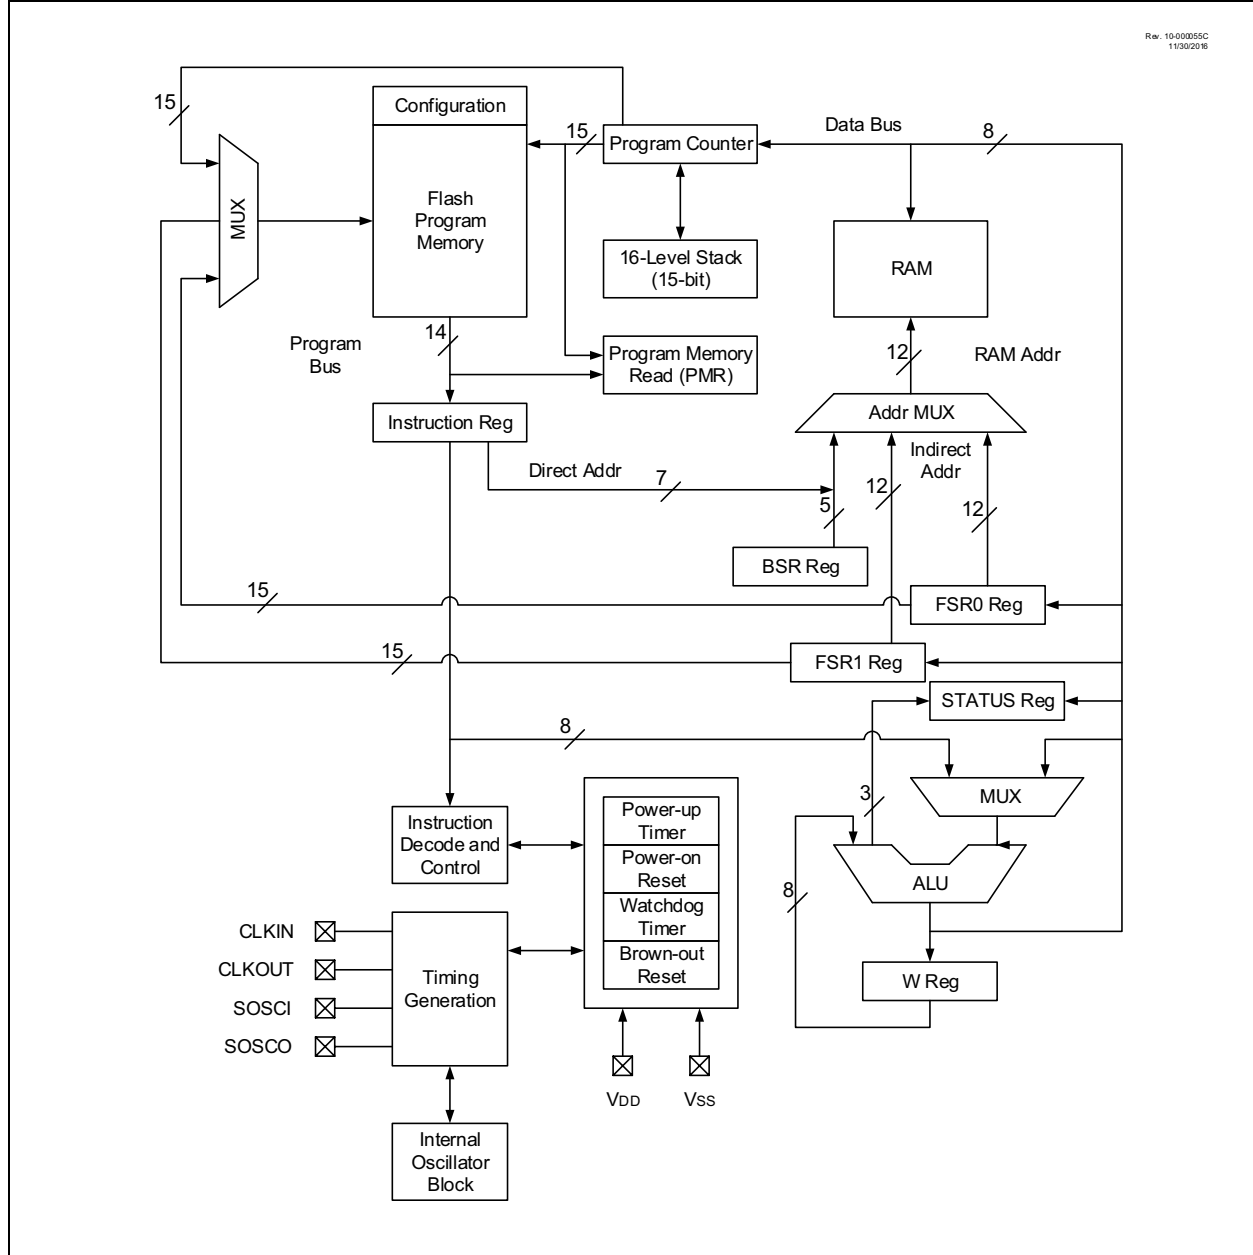 Rev. 10-000055C
11/30/2016
15
Configuration
15
Program Counter
Data Bus
8
MUX
Flash
Program
Memory
16-Level Stack
(15-bit)
RAM
Program
Bus
14
Program Memory
Read (PMR)
12
RAM Addr
Instruction Reg
Addr MUX
Direct Addr
7
Indirect
Addr
5
12
12
BSR Reg
15
FSR0 Reg
15
FSR1 Reg
STATUS Reg
8
MUX
3
Instruction
Decode and
Control
Power-up
Timer
Power-on
Reset
Watchdog
Timer
Brown-out
Reset
ALU
8
W Reg
CLKIN
CLKOUT
SOSCI
SOSCO
Timing
Generation
VDD
VSS
Internal
Oscillator
Block